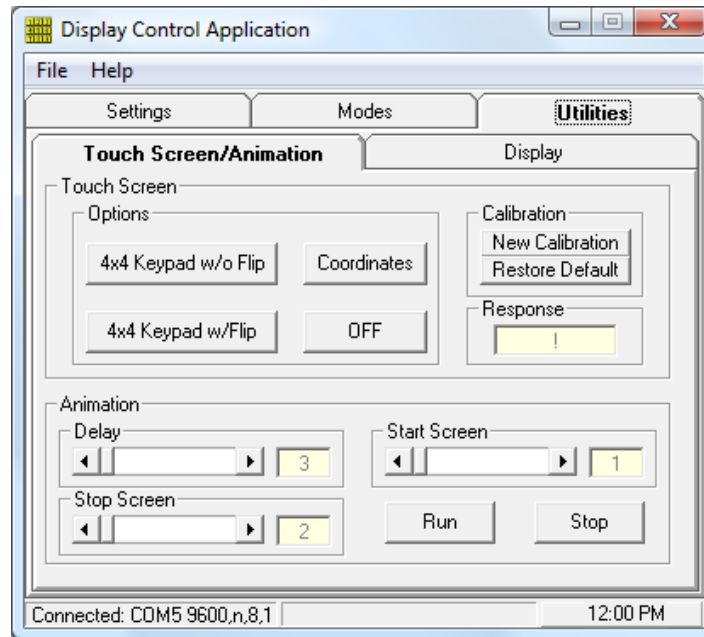 Display Control Application
File Help
Settings Modes Utilities
Touch Screen/Animation Display
Touch Screen
Options
4x4 Keypad w/o Flip Coordinates
4x4 Keypad w/Flip OFF
Calibration
New Calibration
Restore Default
Response
!
Animation
Delay
3
Start Screen
1
Stop Screen
2
Run Stop
Connected: COM5 9600,n,8,1 12:00 PM